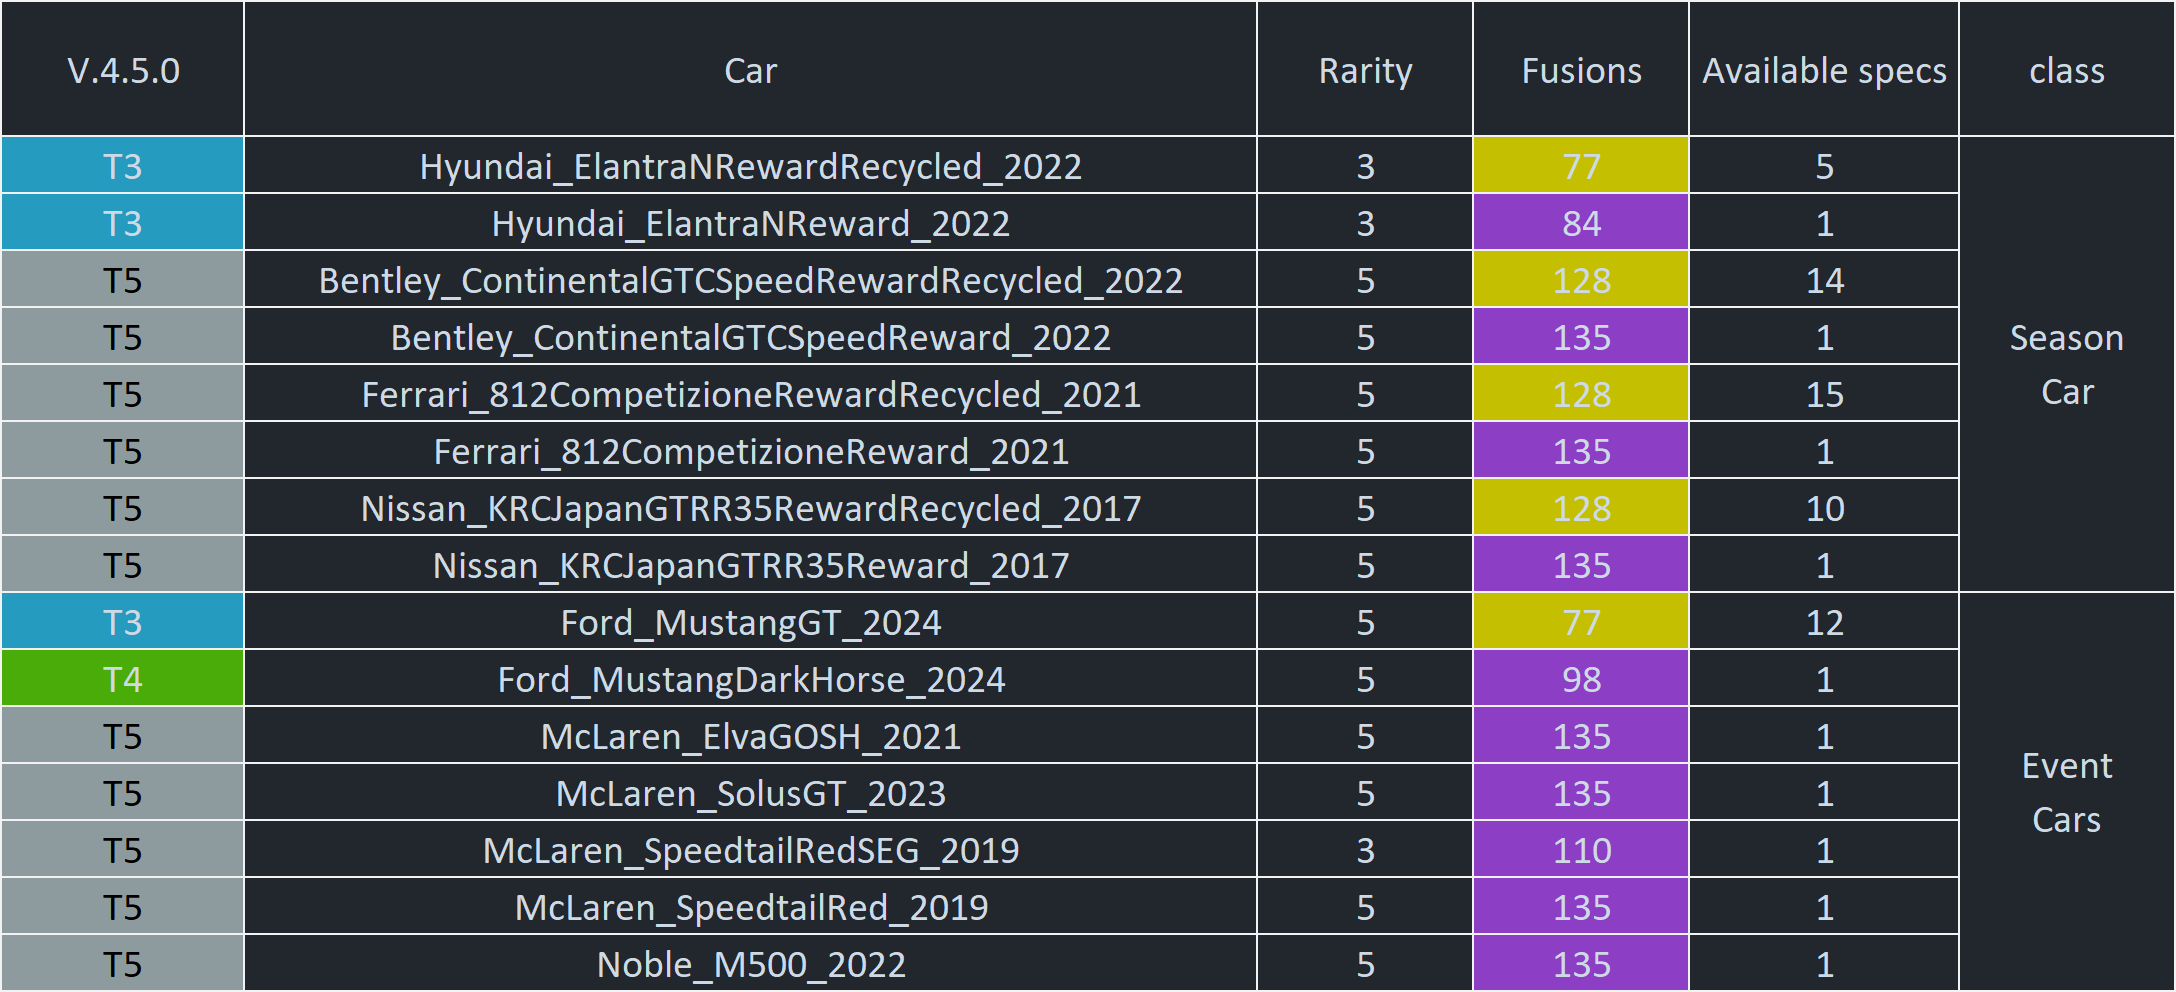 V.4.5.0 Car Rarity Fusions Available specs class
T3 Hyundai_ElantraNRewardRecycled_2022 3 77 5
T3 Hyundai_ElantraNReward_2022 3 84 1
T5 Bentley_ContinentalGTCSpeedRewardRecycled_2022 5 128 14
T5 Bentley_ContinentalGTCSpeedReward_2022 5 135 1
Season
T5 Ferrari_812CompetizioneRewardRecycled_2021 5 128 15
Car
T5 Ferrari_812CompetizioneReward_2021 5 135 1
T5 Nissan_KRCJapanGTRR35RewardRecycled_2017 5 128 10
T5 Nissan_KRCJapanGTRR35Reward_2017 5 135 1
T3 Ford_MustangGT_2024 5 77 12
T4 Ford_MustangDarkHorse_2024 5 98 1
T5 McLaren_ElvaGOSH_2021 5 135 1
Event
T5 McLaren_SolusGT_2023 5 135 1
Cars
T5 McLaren_SpeedtailRedSEG_2019 3 110 1
T5 McLaren_SpeedtailRed_2019 5 135 1
T5 Noble_M500_2022 5 135 1